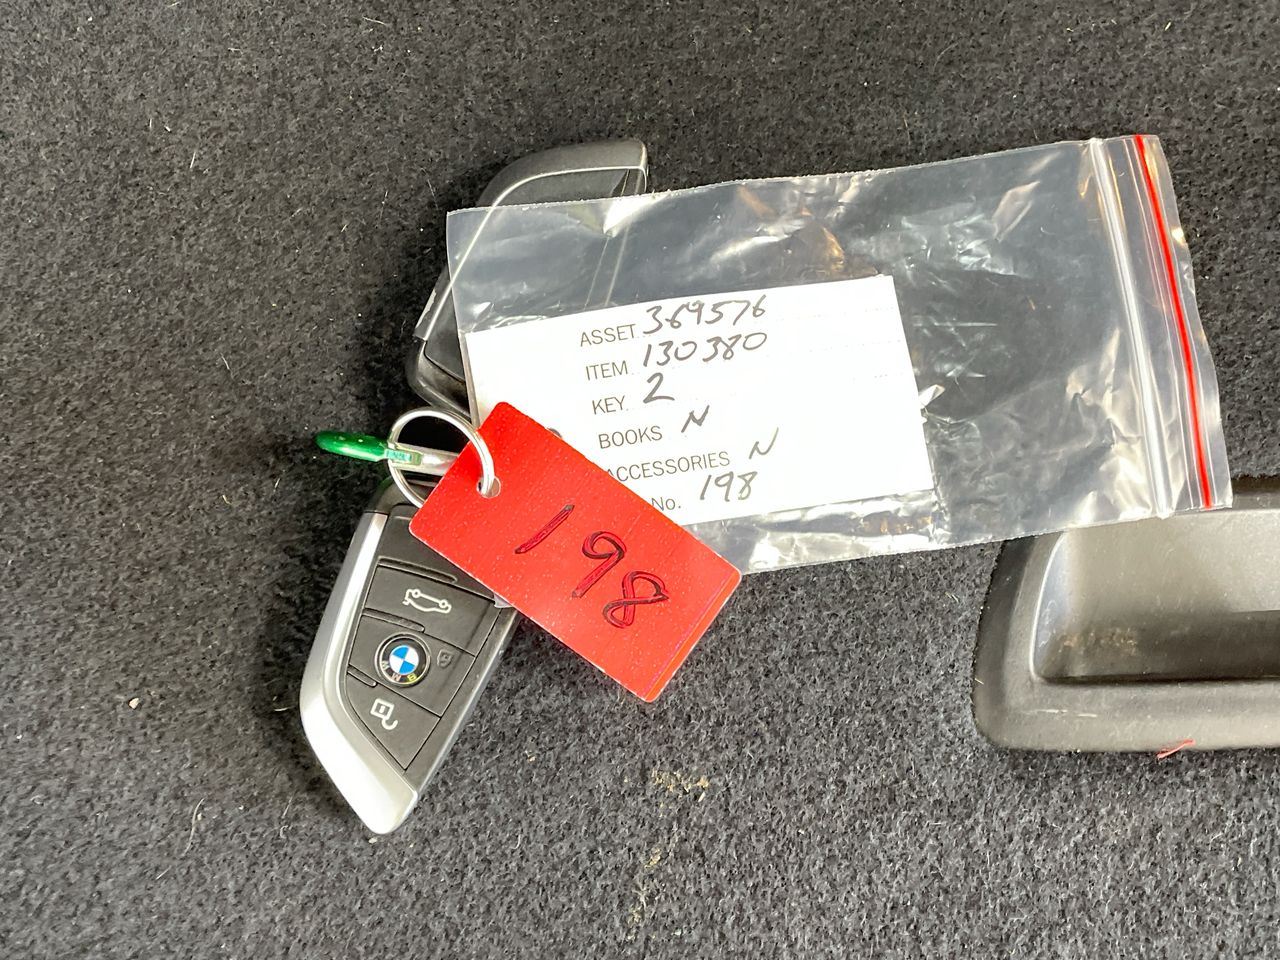 ASSET 369576
ITEM 130380
KEY 2
BOOKS N
ACCESSORIES N
No. 198
198
BMW